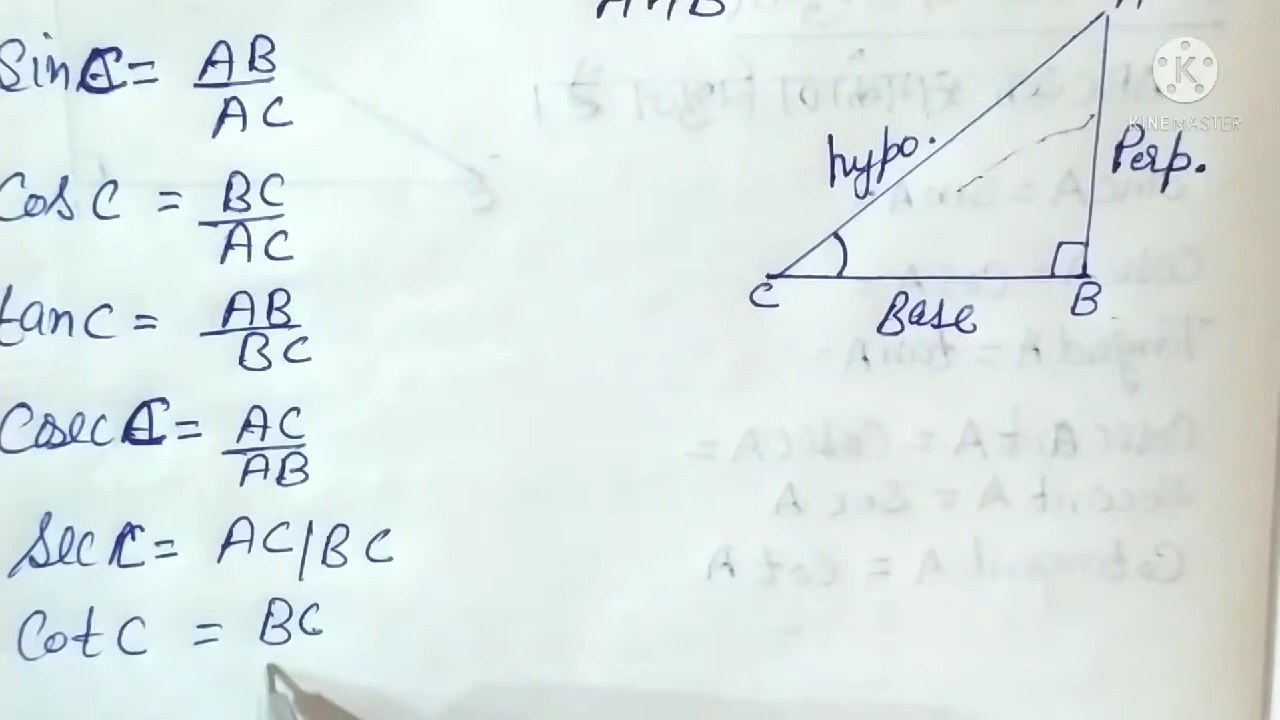 Sin C = AB/AC
Cos C = BC/AC
tan C = AB/BC
Cosec C = AC/AB
Sec C = AC/BC
Cot C = BC
hypo.
Perp.
C
B
Base
KINEMASTER